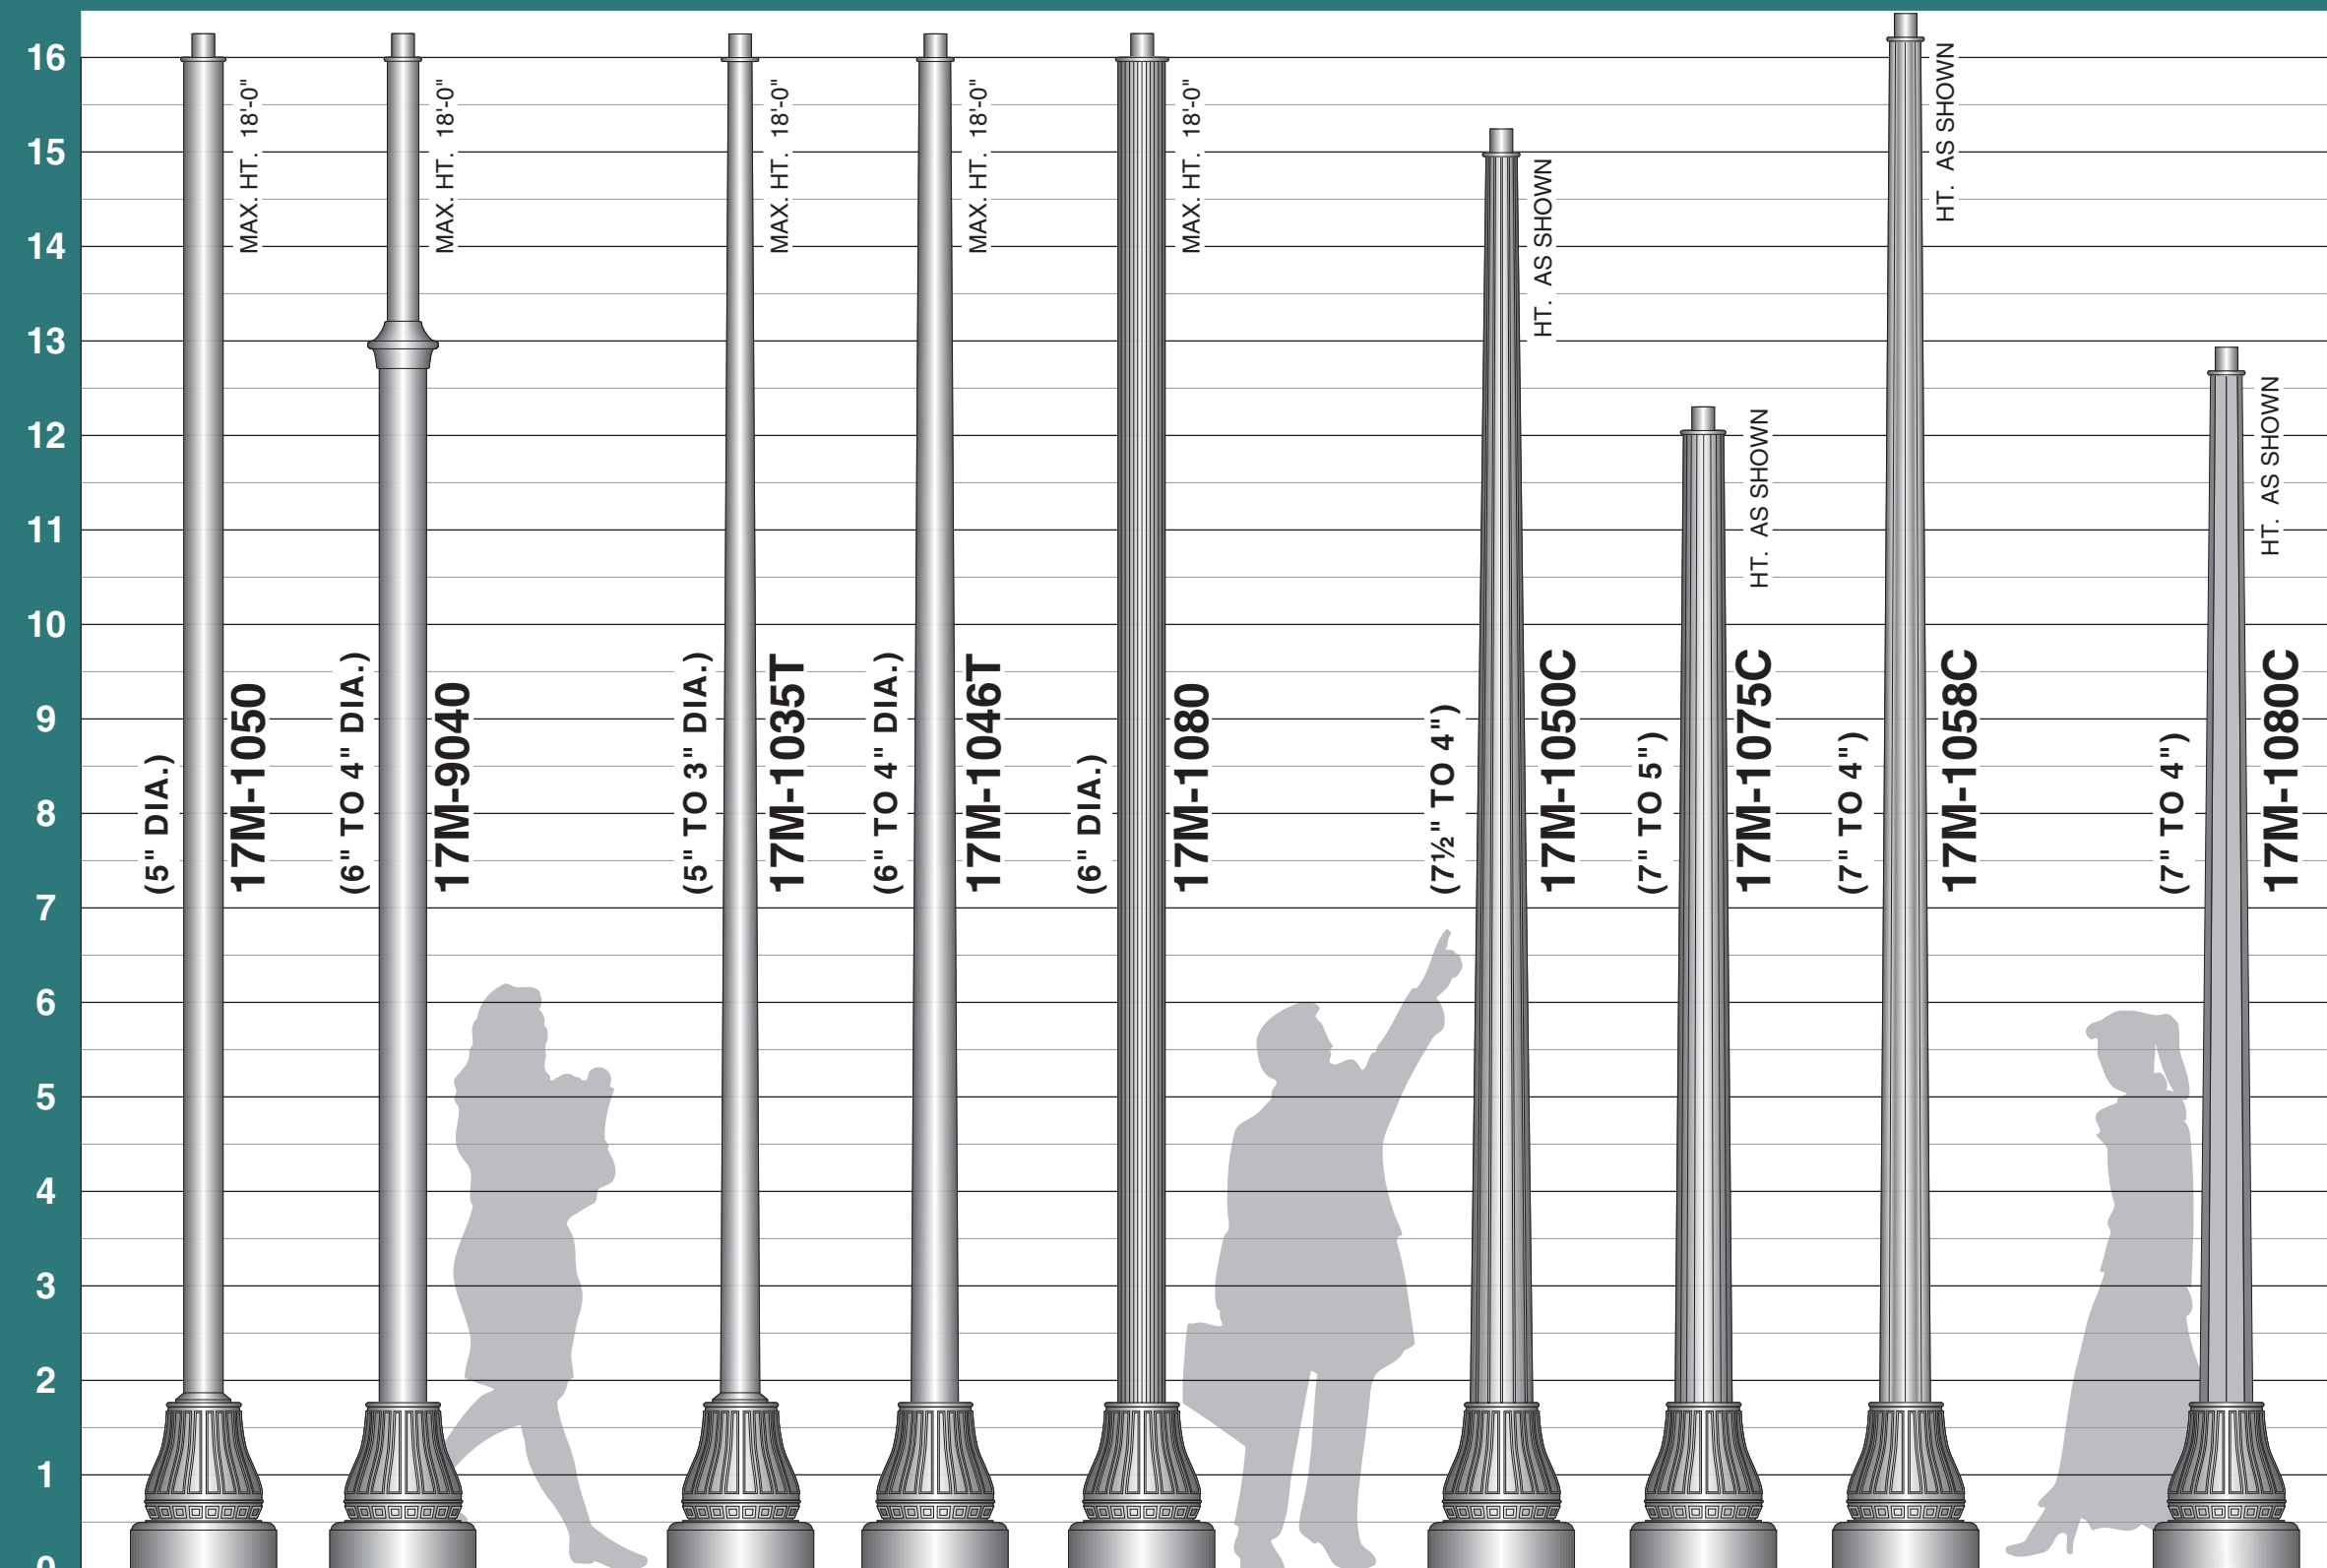 16
15
14
13
12
11
10
9
8
7
6
5
4
3
2
1
0
(5" DIA.)
17M-1050
MAX. HT. 18'-0"
(6" TO 4" DIA.)
17M-9040
MAX. HT. 18'-0"
(5" TO 3" DIA.)
17M-1035T
MAX. HT. 18'-0"
(6" TO 4" DIA.)
17M-1046T
MAX. HT. 18'-0"
(6" DIA.)
17M-1080
MAX. HT. 18'-0"
(7½" TO 4")
17M-1050C
HT. AS SHOWN
(7" TO 5")
17M-1075C
HT. AS SHOWN
(7" TO 4")
17M-1058C
HT. AS SHOWN
(7" TO 4")
17M-1080C
HT. AS SHOWN